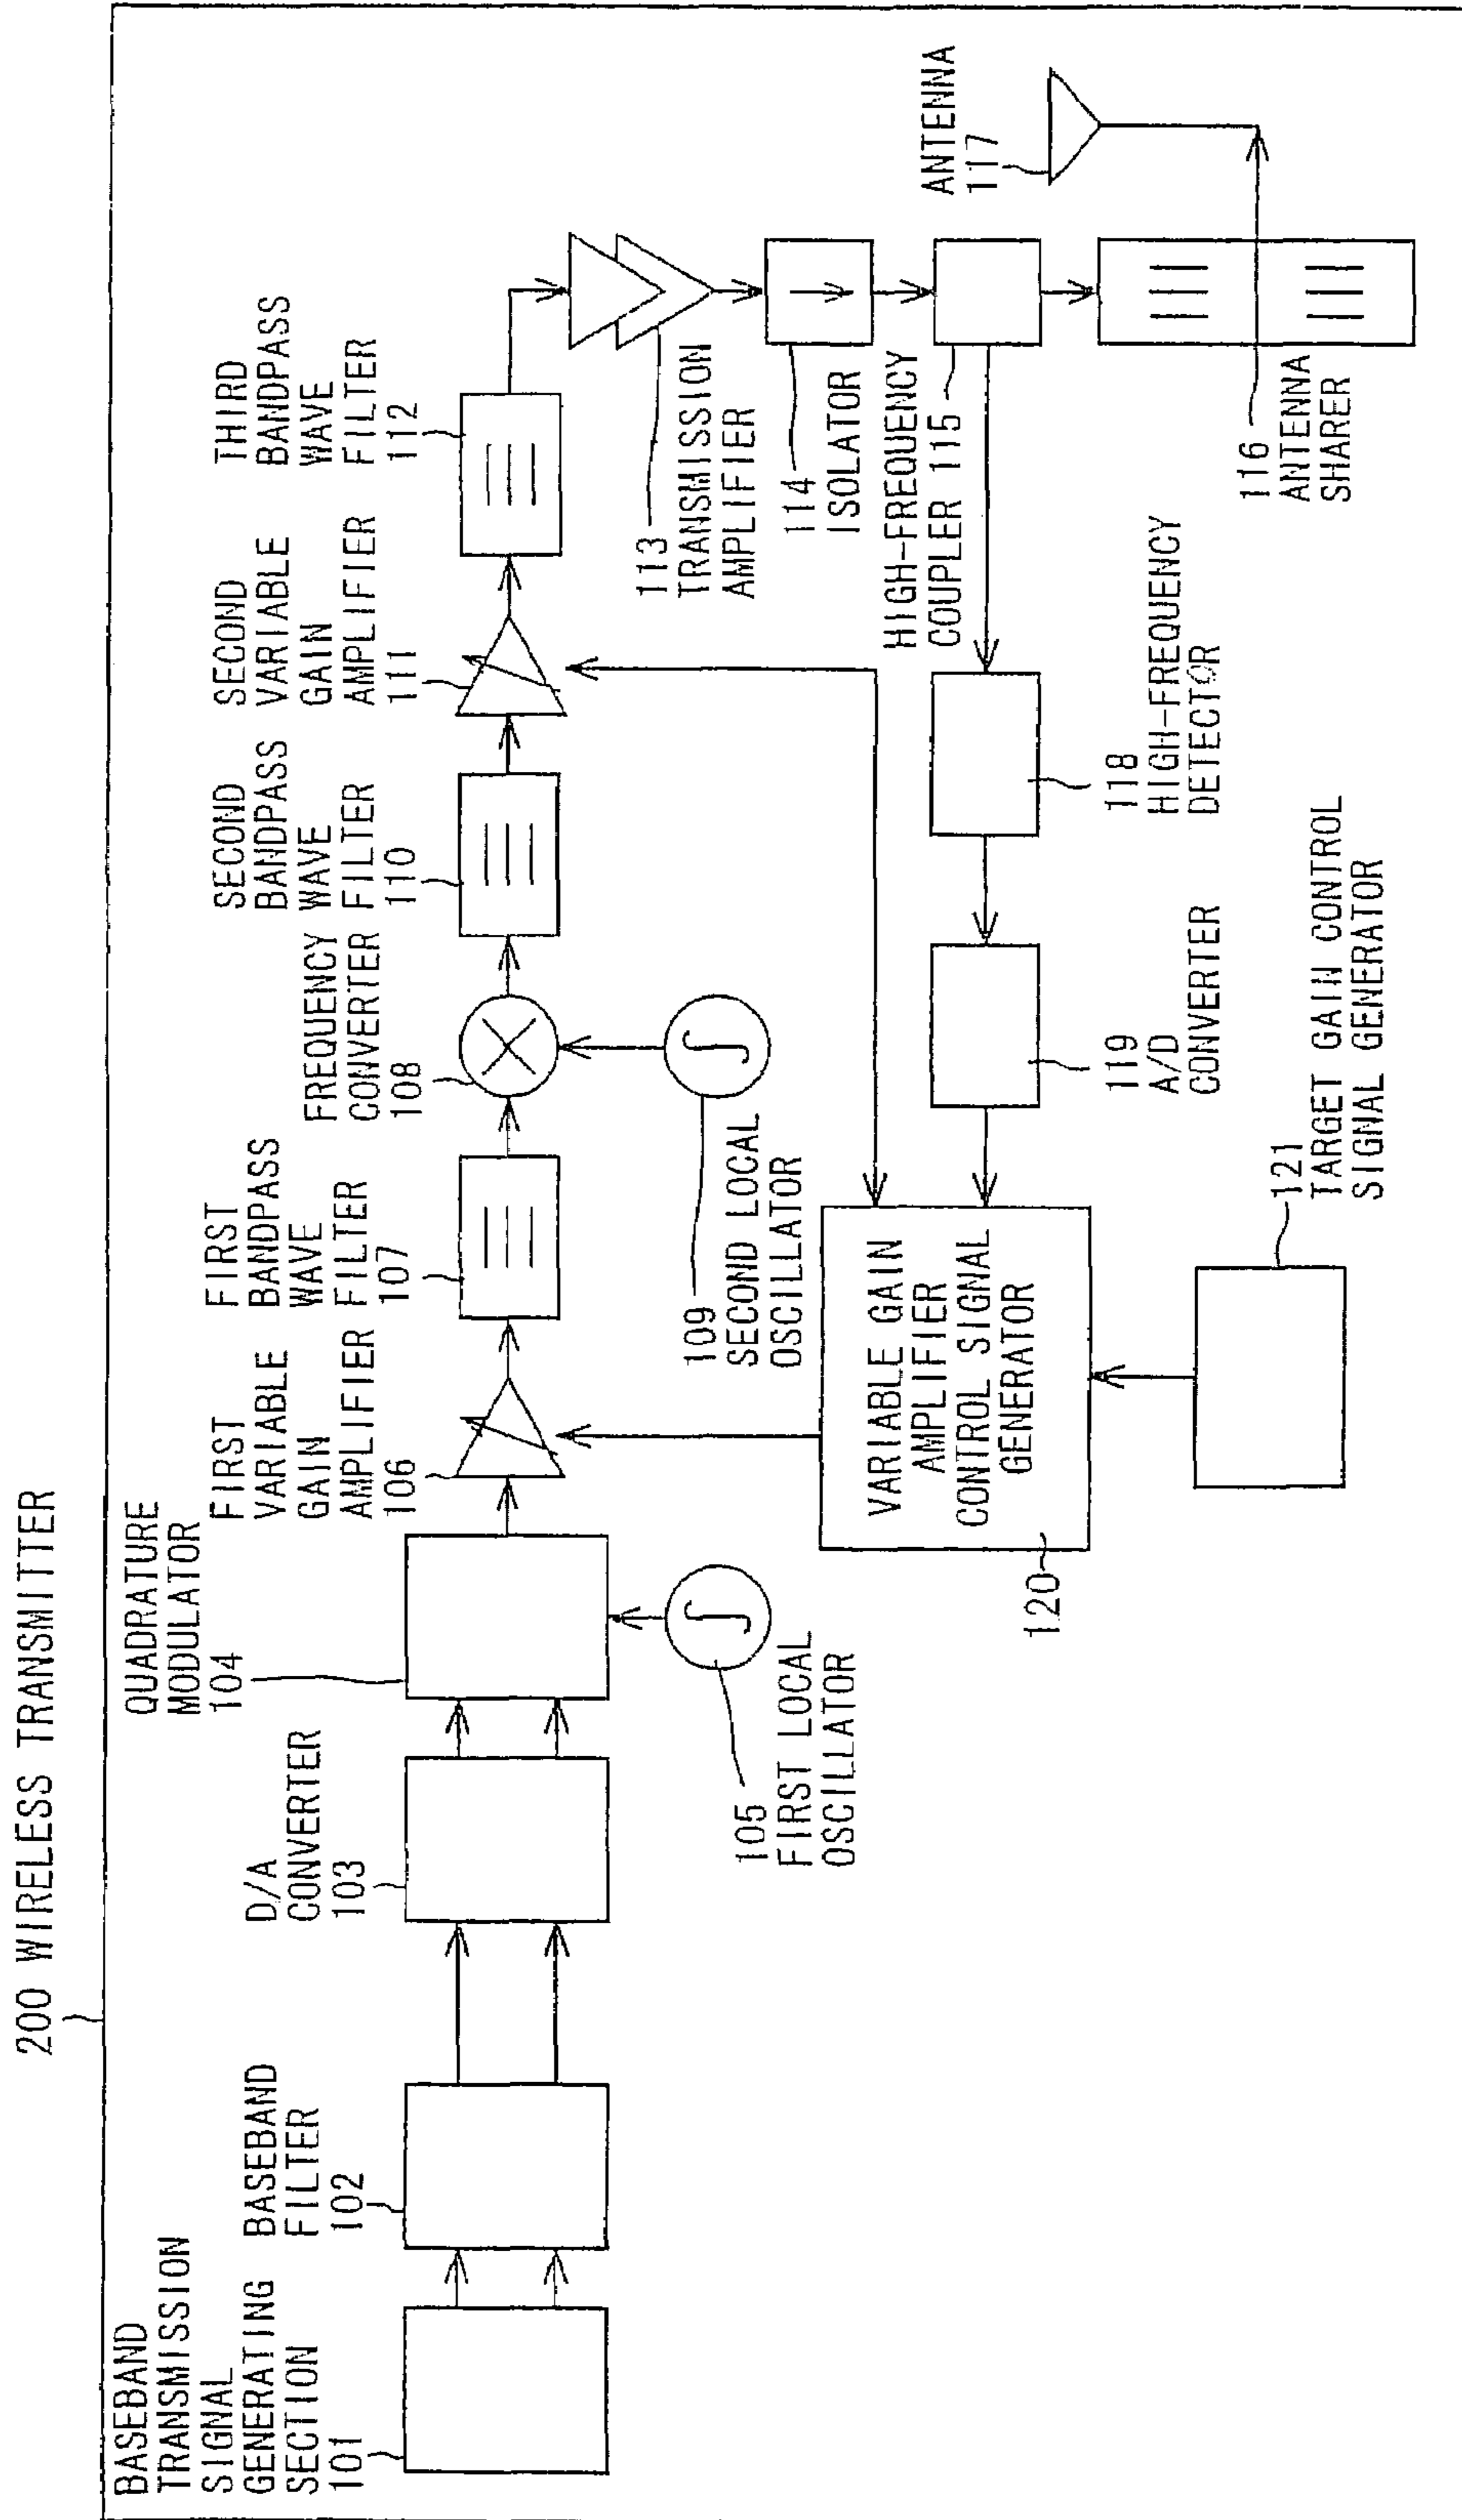 200 WIRELESS TRANSMITTER
BASEBAND
TRANSMISSION
SIGNAL
GENERATING
SECTION
101
BASEBAND
FILTER
102
D/A
CONVERTER
103
QUADRATURE
MODULATOR
104
105
FIRST LOCAL
OSCILLATOR
FIRST
VARIABLE
GAIN
AMPLIFIER
106
FIRST
BANDPASS
WAVE
FILTER
107
FREQUENCY
CONVERTER
108
109
SECOND LOCAL
OSCILLATOR
SECOND
BANDPASS
WAVE
FILTER
110
SECOND
VARIABLE
GAIN
AMPLIFIER
111
THIRD
BANDPASS
WAVE
FILTER
112
113
TRANSMISSION
AMPLIFIER
114
ISOLATOR
HIGH-FREQUENCY
COUPLER 115
116
ANTENNA
SHARER
ANTENNA
117
118
HIGH-FREQUENCY
DETECTOR
119
A/D
CONVERTER
VARIABLE GAIN
AMPLIFIER
CONTROL SIGNAL
GENERATOR
120
121
TARGET GAIN CONTROL
SIGNAL GENERATOR